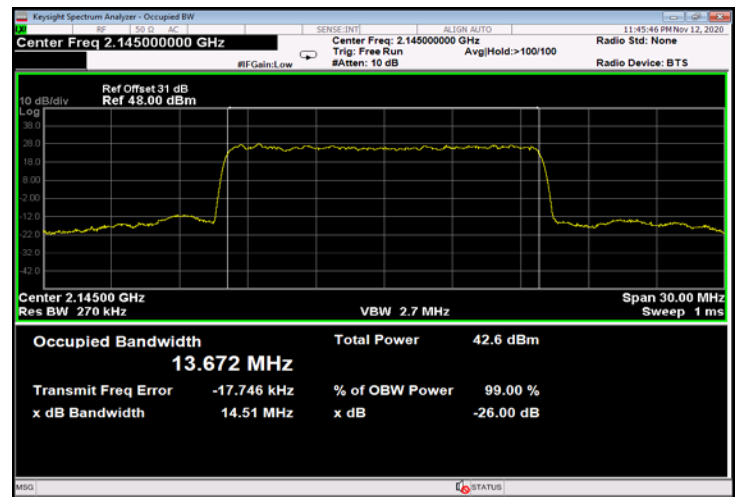 Keysight Spectrum Analyzer - Occupied BW
LXI RF 50 Ω AC SENSE:INT ALIGN AUTO 11:45:46 PM Nov 12, 2020
Center Freq 2.145000000 GHz Center Freq: 2.145000000 GHz Radio Std: None
Trig: Free Run Avg|Hold:>100/100
#IFGain:Low #Atten: 10 dB Radio Device: BTS
Ref Offset 31 dB
10 dB/div Ref 48.00 dBm
Log
38.0
28.0
18.0
8.00
-2.00
-12.0
-22.0
-32.0
-42.0
Center 2.14500 GHz Span 30.00 MHz
Res BW 270 kHz VBW 2.7 MHz Sweep 1 ms
Occupied Bandwidth Total Power 42.6 dBm
13.672 MHz
Transmit Freq Error -17.746 kHz % of OBW Power 99.00 %
x dB Bandwidth 14.51 MHz x dB -26.00 dB
MSG STATUS